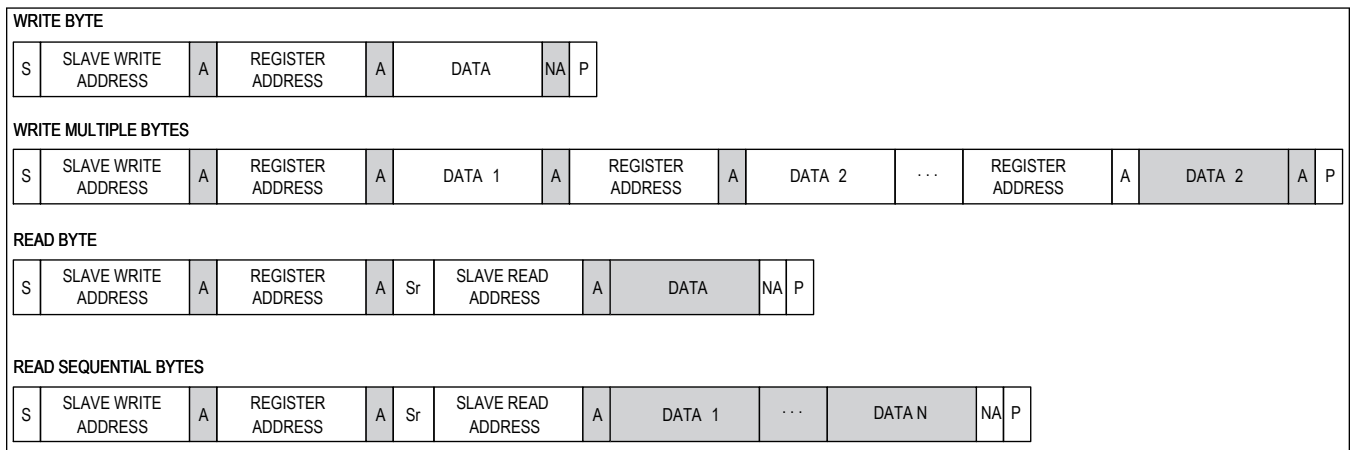 WRITE BYTE
S SLAVE WRITE ADDRESS A REGISTER ADDRESS A DATA NA P
WRITE MULTIPLE BYTES
S SLAVE WRITE ADDRESS A REGISTER ADDRESS A DATA 1 A REGISTER ADDRESS A DATA 2 ... REGISTER ADDRESS A DATA 2 A P
READ BYTE
S SLAVE WRITE ADDRESS A REGISTER ADDRESS A Sr SLAVE READ ADDRESS A DATA NA P
READ SEQUENTIAL BYTES
S SLAVE WRITE ADDRESS A REGISTER ADDRESS A Sr SLAVE READ ADDRESS A DATA 1 ... DATA N NA P